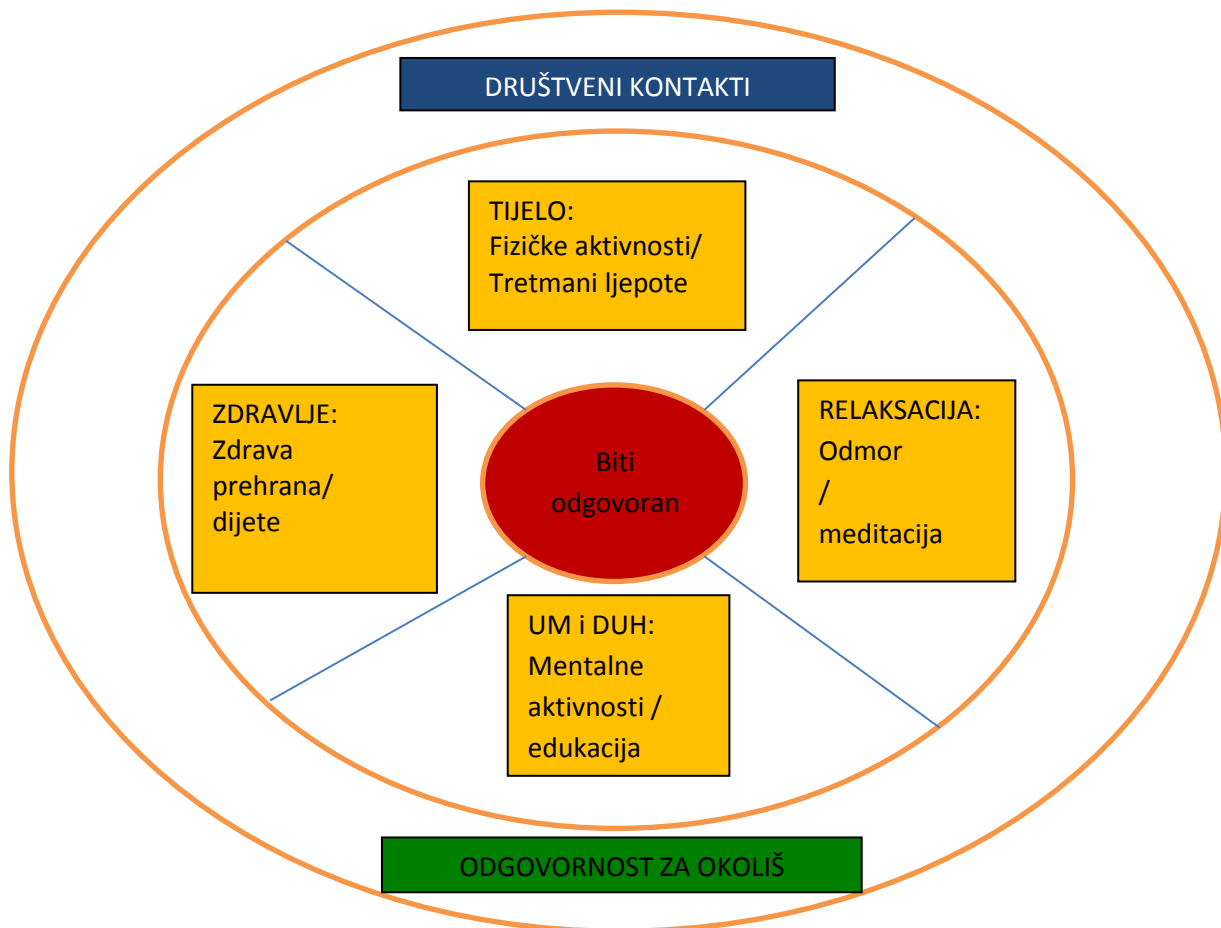 DRUŠTVENI KONTAKTI
TIJELO:
Fizičke aktivnosti/
Tretmani ljepote
ZDRAVLJE:
Zdrava
prehrana/
dijete
Biti
odgovoran
RELAKSACIJA:
Odmor
/
meditacija
UM i DUH:
Mentalne
aktivnosti /
edukacija
ODGOVORNOST ZA OKOLIŠ